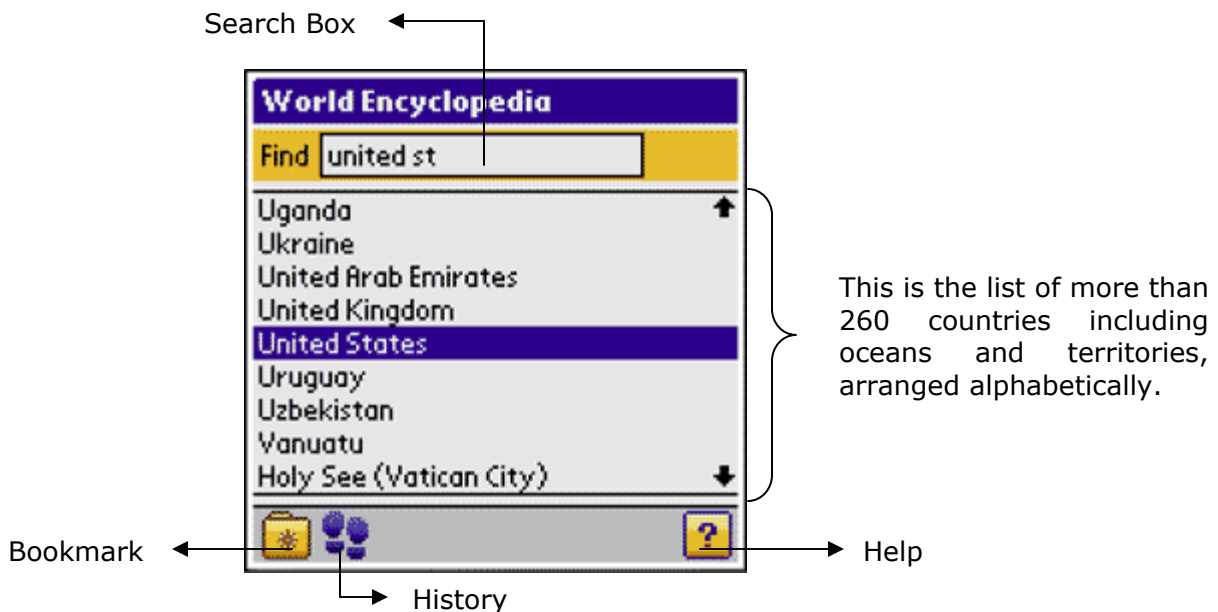 Search Box
World Encyclopedia
Find united st
Uganda
Ukraine
United Arab Emirates
United Kingdom
United States
Uruguay
Uzbekistan
Vanuatu
Holy See (Vatican City)
This is the list of more than
260 countries including
oceans and territories,
arranged alphabetically.
?
Bookmark
Help
History